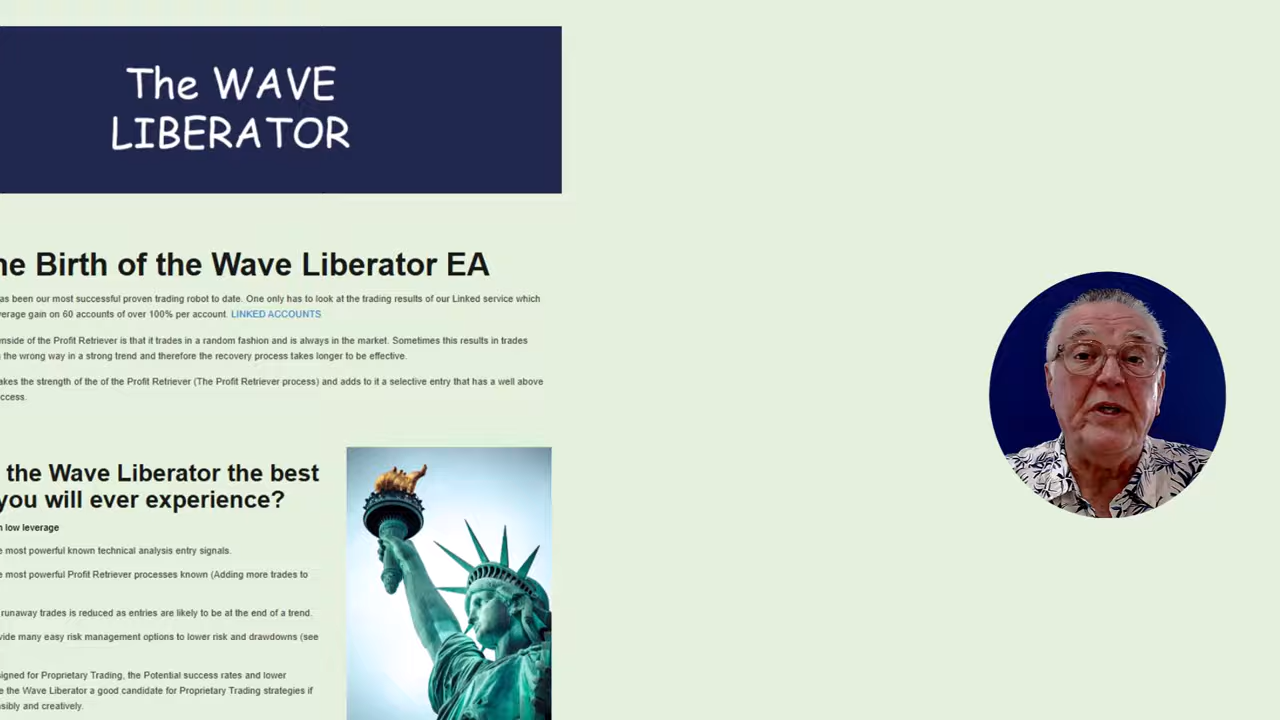 The WAVE
LIBERATOR
he Birth of the Wave Liberator EA
as been our most successful proven trading robot to date. One only has to look at the trading results of our Linked service which
verage gain on 60 accounts of over 100% per account. LINKED ACCOUNTS
nside of the Profit Retriever is that it trades in a random fashion and is always in the market. Sometimes this results in trades
the wrong way in a strong trend and therefore the recovery process takes longer to be effective.
akes the strength of the of the Profit Retriever (The Profit Retriever process) and adds to it a selective entry that has a well above
ccess.
the Wave Liberator the best
you will ever experience?
low leverage
most powerful known technical analysis entry signals.
most powerful Profit Retriever processes known (Adding more trades to
runaway trades is reduced as entries are likely to be at the end of a trend.
vide many easy risk management options to lower risk and drawdowns (see
signed for Proprietary Trading, the Potential success rates and lower
e the Wave Liberator a good candidate for Proprietary Trading strategies if
sibly and creatively.